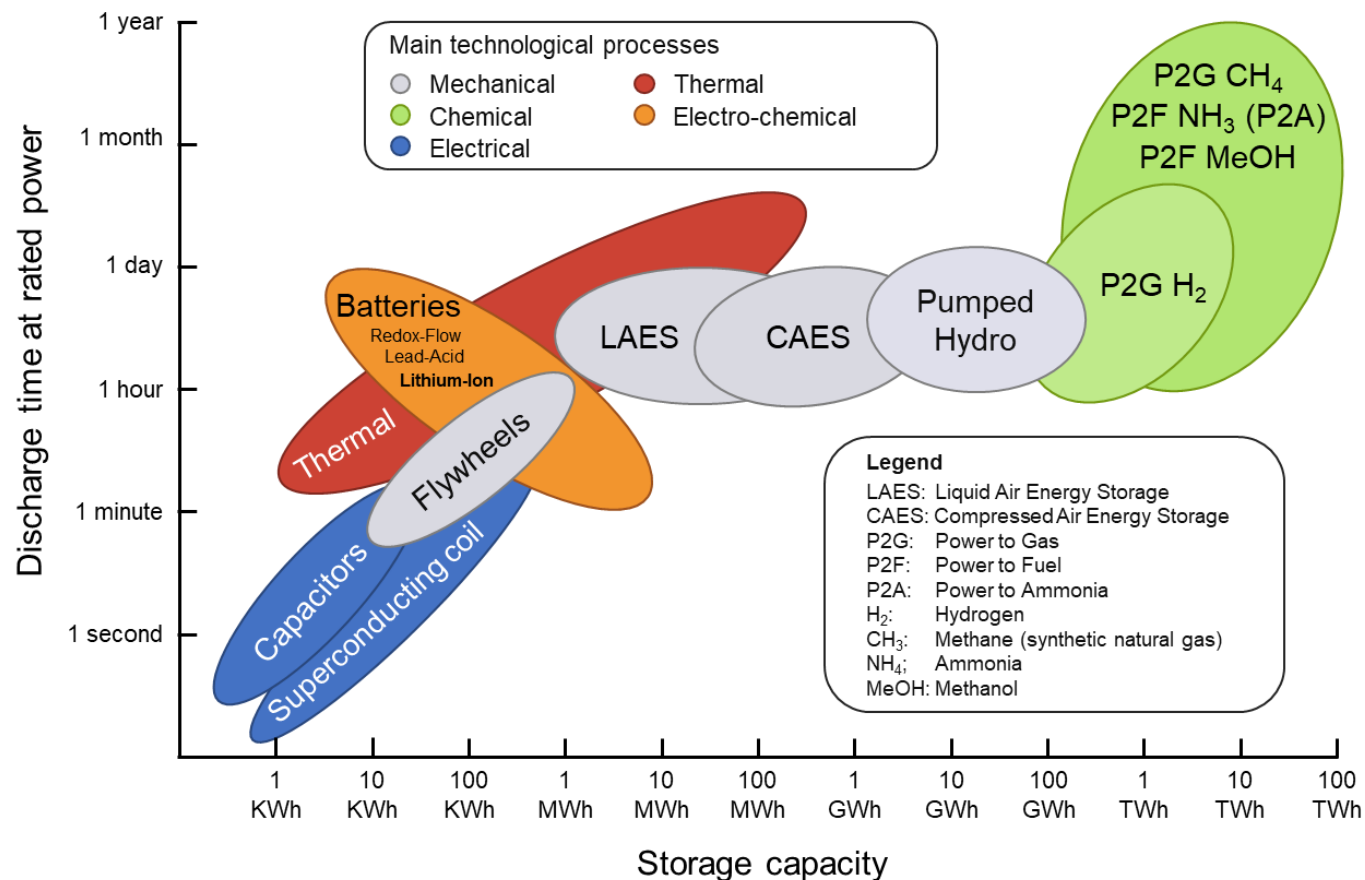 1 year
1 month
1 day
1 hour
1 minute
1 second
Discharge time at rated power
Main technological processes
Mechanical
Thermal
Chemical
Electro-chemical
Electrical
P2G CH₄
P2F NH₃ (P2A)
P2F MeOH
P2G H₂
Batteries
Redox-Flow
Lead-Acid
Lithium-Ion
Thermal
Flywheels
LAES
CAES
Pumped
Hydro
Capacitors
Superconducting coil
Legend
LAES: Liquid Air Energy Storage
CAES: Compressed Air Energy Storage
P2G: Power to Gas
P2F: Power to Fuel
P2A: Power to Ammonia
H₂: Hydrogen
CH₃: Methane (synthetic natural gas)
NH₄; Ammonia
MeOH: Methanol
1 KWh
10 KWh
100 KWh
1 MWh
10 MWh
100 MWh
1 GWh
10 GWh
100 GWh
1 TWh
10 TWh
100 TWh
Storage capacity